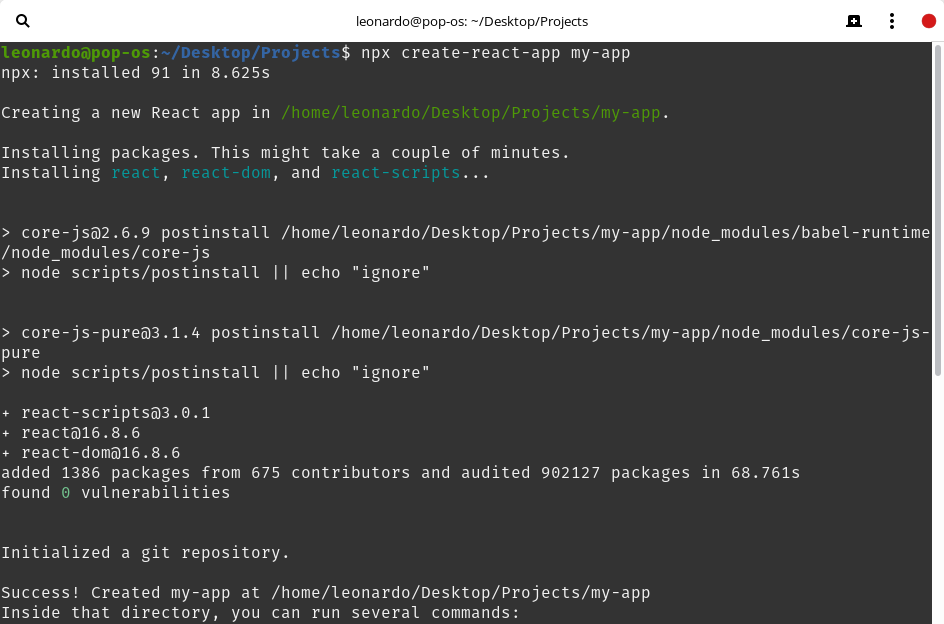 leonardo@pop-os: ~/Desktop/Projects
leonardo@pop-os:~/Desktop/Projects$ npx create-react-app my-app
npx: installed 91 in 8.625s
Creating a new React app in /home/leonardo/Desktop/Projects/my-app.
Installing packages. This might take a couple of minutes.
Installing react, react-dom, and react-scripts...
> core-js@2.6.9 postinstall /home/leonardo/Desktop/Projects/my-app/node_modules/babel-runtime
/node_modules/core-js
> node scripts/postinstall || echo "ignore"
> core-js-pure@3.1.4 postinstall /home/leonardo/Desktop/Projects/my-app/node_modules/core-js-
pure
> node scripts/postinstall || echo "ignore"
+ react-scripts@3.0.1
+ react@16.8.6
+ react-dom@16.8.6
added 1386 packages from 675 contributors and audited 902127 packages in 68.761s
found 0 vulnerabilities
Initialized a git repository.
Success! Created my-app at /home/leonardo/Desktop/Projects/my-app
Inside that directory, you can run several commands: